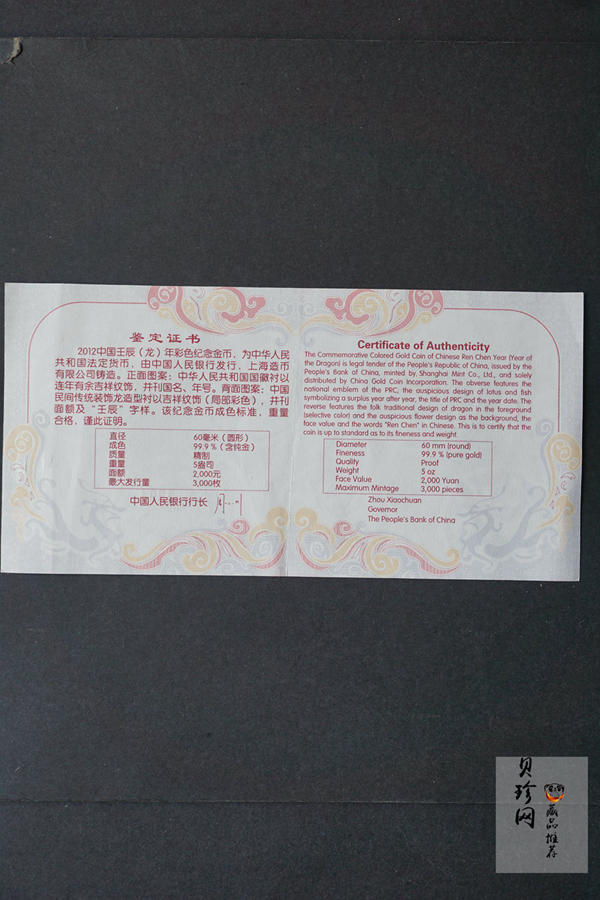 鉴定证书
2012中国壬辰（龙）年彩色纪念金币，为中华人民
共和国法定货币，由中国人民银行发行，上海造币
有限公司铸造。正面图案：中华人民共和国国徽衬以
连年有余吉祥纹饰，并刊国名、年号。背面图案：中国
民间传统装饰龙造型衬以吉祥纹饰（局部彩色），并刊
面额及“壬辰”字样。该纪念金币成色标准，重量
合格，谨此证明。
直径 60毫米（圆形）
成色 99.9％（含纯金）
质量 精制
重量 5盎司
面额 2,000元
最大发行量 3,000枚
中国人民银行行长
Certificate of Authenticity
The Commemorative Colored Gold Coin of Chinese Ren Chen Year (Year of
the Dragon) is legal tender of the People's Republic of China, issued by the
People's Bank of China, minted by Shanghai Mint Co., Ltd., and solely
distributed by China Gold Coin Incorporation. The obverse features the
national emblem of the PRC, the auspicious design of lotus and fish
symbolizing a surplus year after year, the title of PRC and the year date. The
reverse features the folk traditional design of dragon in the foreground
(selective color) and the auspicious flower design as the background, the
face value and the words "Ren Chen" in Chinese. This is to certify that the
coin is up to standard as to its fineness and weight.
Diameter 60 mm (round)
Fineness 99.9 % (pure gold)
Quality Proof
Weight 5 oz
Face Value 2,000 Yuan
Maximum Mintage 3,000 pieces
Zhou Xiaochuan
Governor
The People's Bank of China
贝珍网
藏品推荐